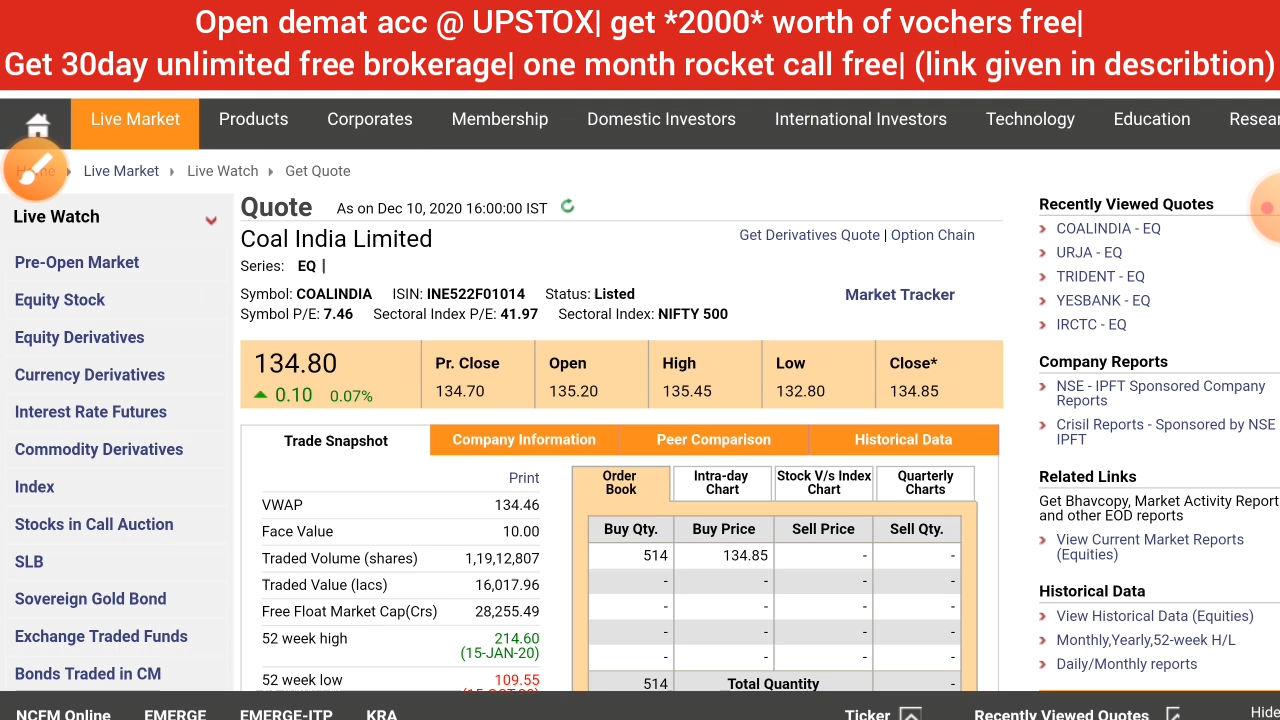 Open demat acc @ UPSTOX| get *2000* worth of vochers free|
Get 30day unlimited free brokerage| one month rocket call free| (link given in describtion)
Live Market Products Corporates Membership Domestic Investors International Investors Technology Education Resear
Live Market Live Watch Get Quote
Live Watch
Pre-Open Market
Equity Stock
Equity Derivatives
Currency Derivatives
Interest Rate Futures
Commodity Derivatives
Index
Stocks in Call Auction
SLB
Sovereign Gold Bond
Exchange Traded Funds
Bonds Traded in CM
Quote As on Dec 10, 2020 16:00:00 IST
Coal India Limited
Get Derivatives Quote | Option Chain
Series: EQ |
Symbol: COALINDIA ISIN: INE522F01014 Status: Listed
Market Tracker
Symbol P/E: 7.46 Sectoral Index P/E: 41.97 Sectoral Index: NIFTY 500
134.80 Pr. Close Open High Low Close*
0.10 0.07% 134.70 135.20 135.45 132.80 134.85
Trade Snapshot Company Information Peer Comparison Historical Data
Print
VWAP 134.46
Face Value 10.00
Traded Volume (shares) 1,19,12,807
Traded Value (lacs) 16,017.96
Free Float Market Cap(Crs) 28,255.49
52 week high 214.60
(15-JAN-20)
52 week low 109.55
Order Book Intra-day Chart Stock V/s Index Chart Quarterly Charts
Buy Qty. Buy Price Sell Price Sell Qty.
514 134.85 - -
- - - -
- - - -
- - - -
- - - -
514 Total Quantity -
Recently Viewed Quotes
COALINDIA - EQ
URJA - EQ
TRIDENT - EQ
YESBANK - EQ
IRCTC - EQ
Company Reports
NSE - IPFT Sponsored Company
Reports
Crisil Reports - Sponsored by NSE
IPFT
Related Links
Get Bhavcopy, Market Activity Report
and other EOD reports
View Current Market Reports
(Equities)
Historical Data
View Historical Data (Equities)
Monthly,Yearly,52-week H/L
Daily/Monthly reports
NCFM Online EMERGE EMERGE-ITP KRA Ticker Recently Viewed Quotes Hide